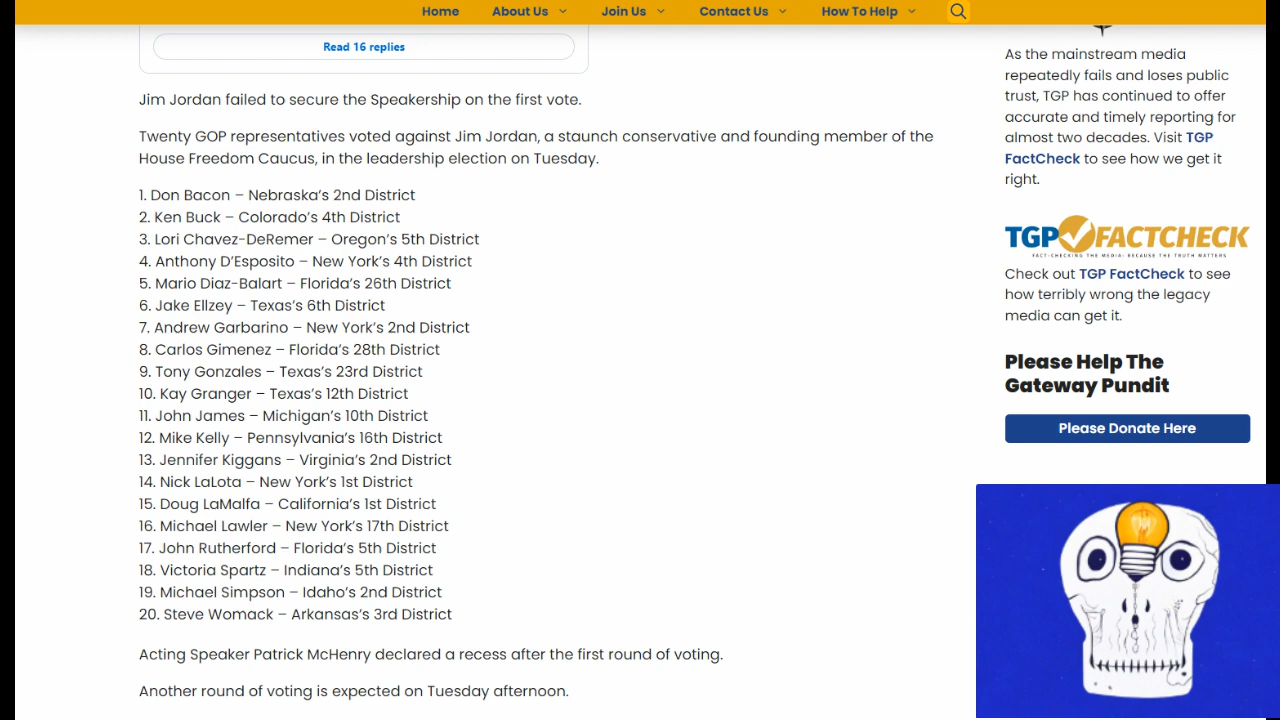 Home
About Us
Join Us
Contact Us
How To Help
Read 16 replies
Jim Jordan failed to secure the Speakership on the first vote.
Twenty GOP representatives voted against Jim Jordan, a staunch conservative and founding member of the
House Freedom Caucus, in the leadership election on Tuesday.
1. Don Bacon – Nebraska’s 2nd District
2. Ken Buck – Colorado’s 4th District
3. Lori Chavez-DeRemer – Oregon’s 5th District
4. Anthony D’Esposito – New York’s 4th District
5. Mario Diaz-Balart – Florida’s 26th District
6. Jake Ellzey – Texas’s 6th District
7. Andrew Garbarino – New York’s 2nd District
8. Carlos Gimenez – Florida’s 28th District
9. Tony Gonzales – Texas’s 23rd District
10. Kay Granger – Texas’s 12th District
11. John James – Michigan’s 10th District
12. Mike Kelly – Pennsylvania’s 16th District
13. Jennifer Kiggans – Virginia’s 2nd District
14. Nick LaLota – New York’s 1st District
15. Doug LaMalfa – California’s 1st District
16. Michael Lawler – New York’s 17th District
17. John Rutherford – Florida’s 5th District
18. Victoria Spartz – Indiana’s 5th District
19. Michael Simpson – Idaho’s 2nd District
20. Steve Womack – Arkansas’s 3rd District
Acting Speaker Patrick McHenry declared a recess after the first round of voting.
Another round of voting is expected on Tuesday afternoon.
As the mainstream media
repeatedly fails and loses public
trust, TGP has continued to offer
accurate and timely reporting for
almost two decades. Visit TGP
FactCheck to see how we get it
right.
TGP FACTCHECK
FACT-CHECKING THE MEDIA: BECAUSE THE TRUTH MATTERS
Check out TGP FactCheck to see
how terribly wrong the legacy
media can get it.
Please Help The
Gateway Pundit
Please Donate Here